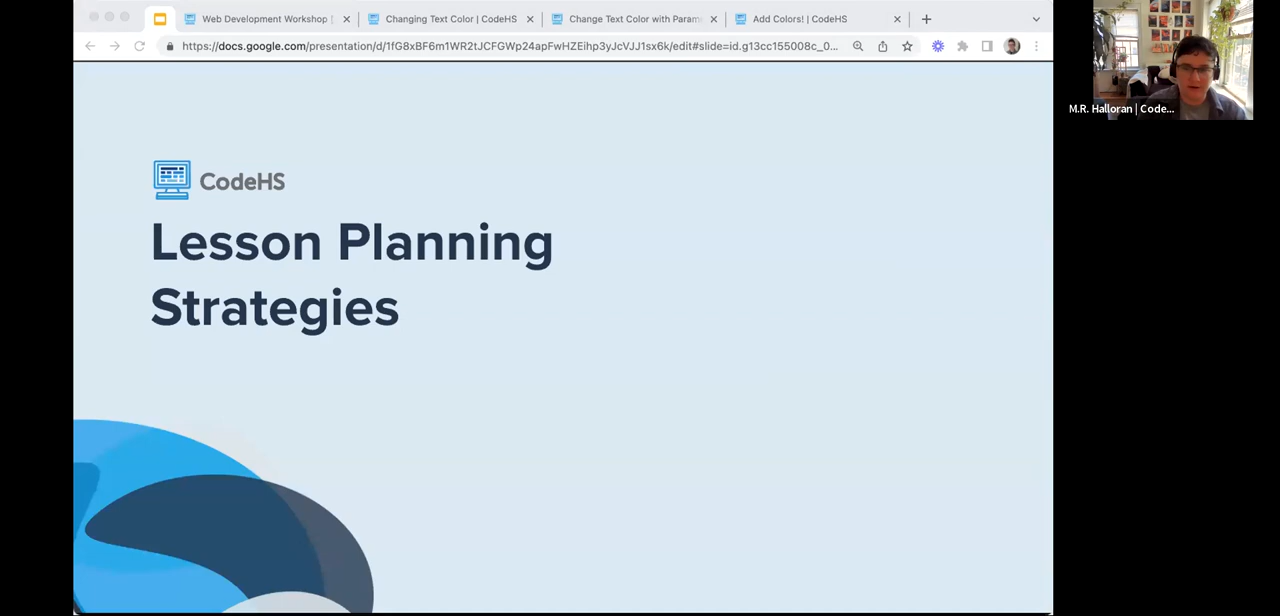 Web Development Workshop |
Changing Text Color | CodeHS
Change Text Color with Param
Add Colors! | CodeHS
https://docs.google.com/presentation/d/1fG8xBF6m1WR2tJCFGWp24apFwHZEihp3yJcVJJ1sx6k/edit#slide=id.g13cc155008c_0...
M.R. Halloran | Code...
CodeHS
Lesson Planning
Strategies